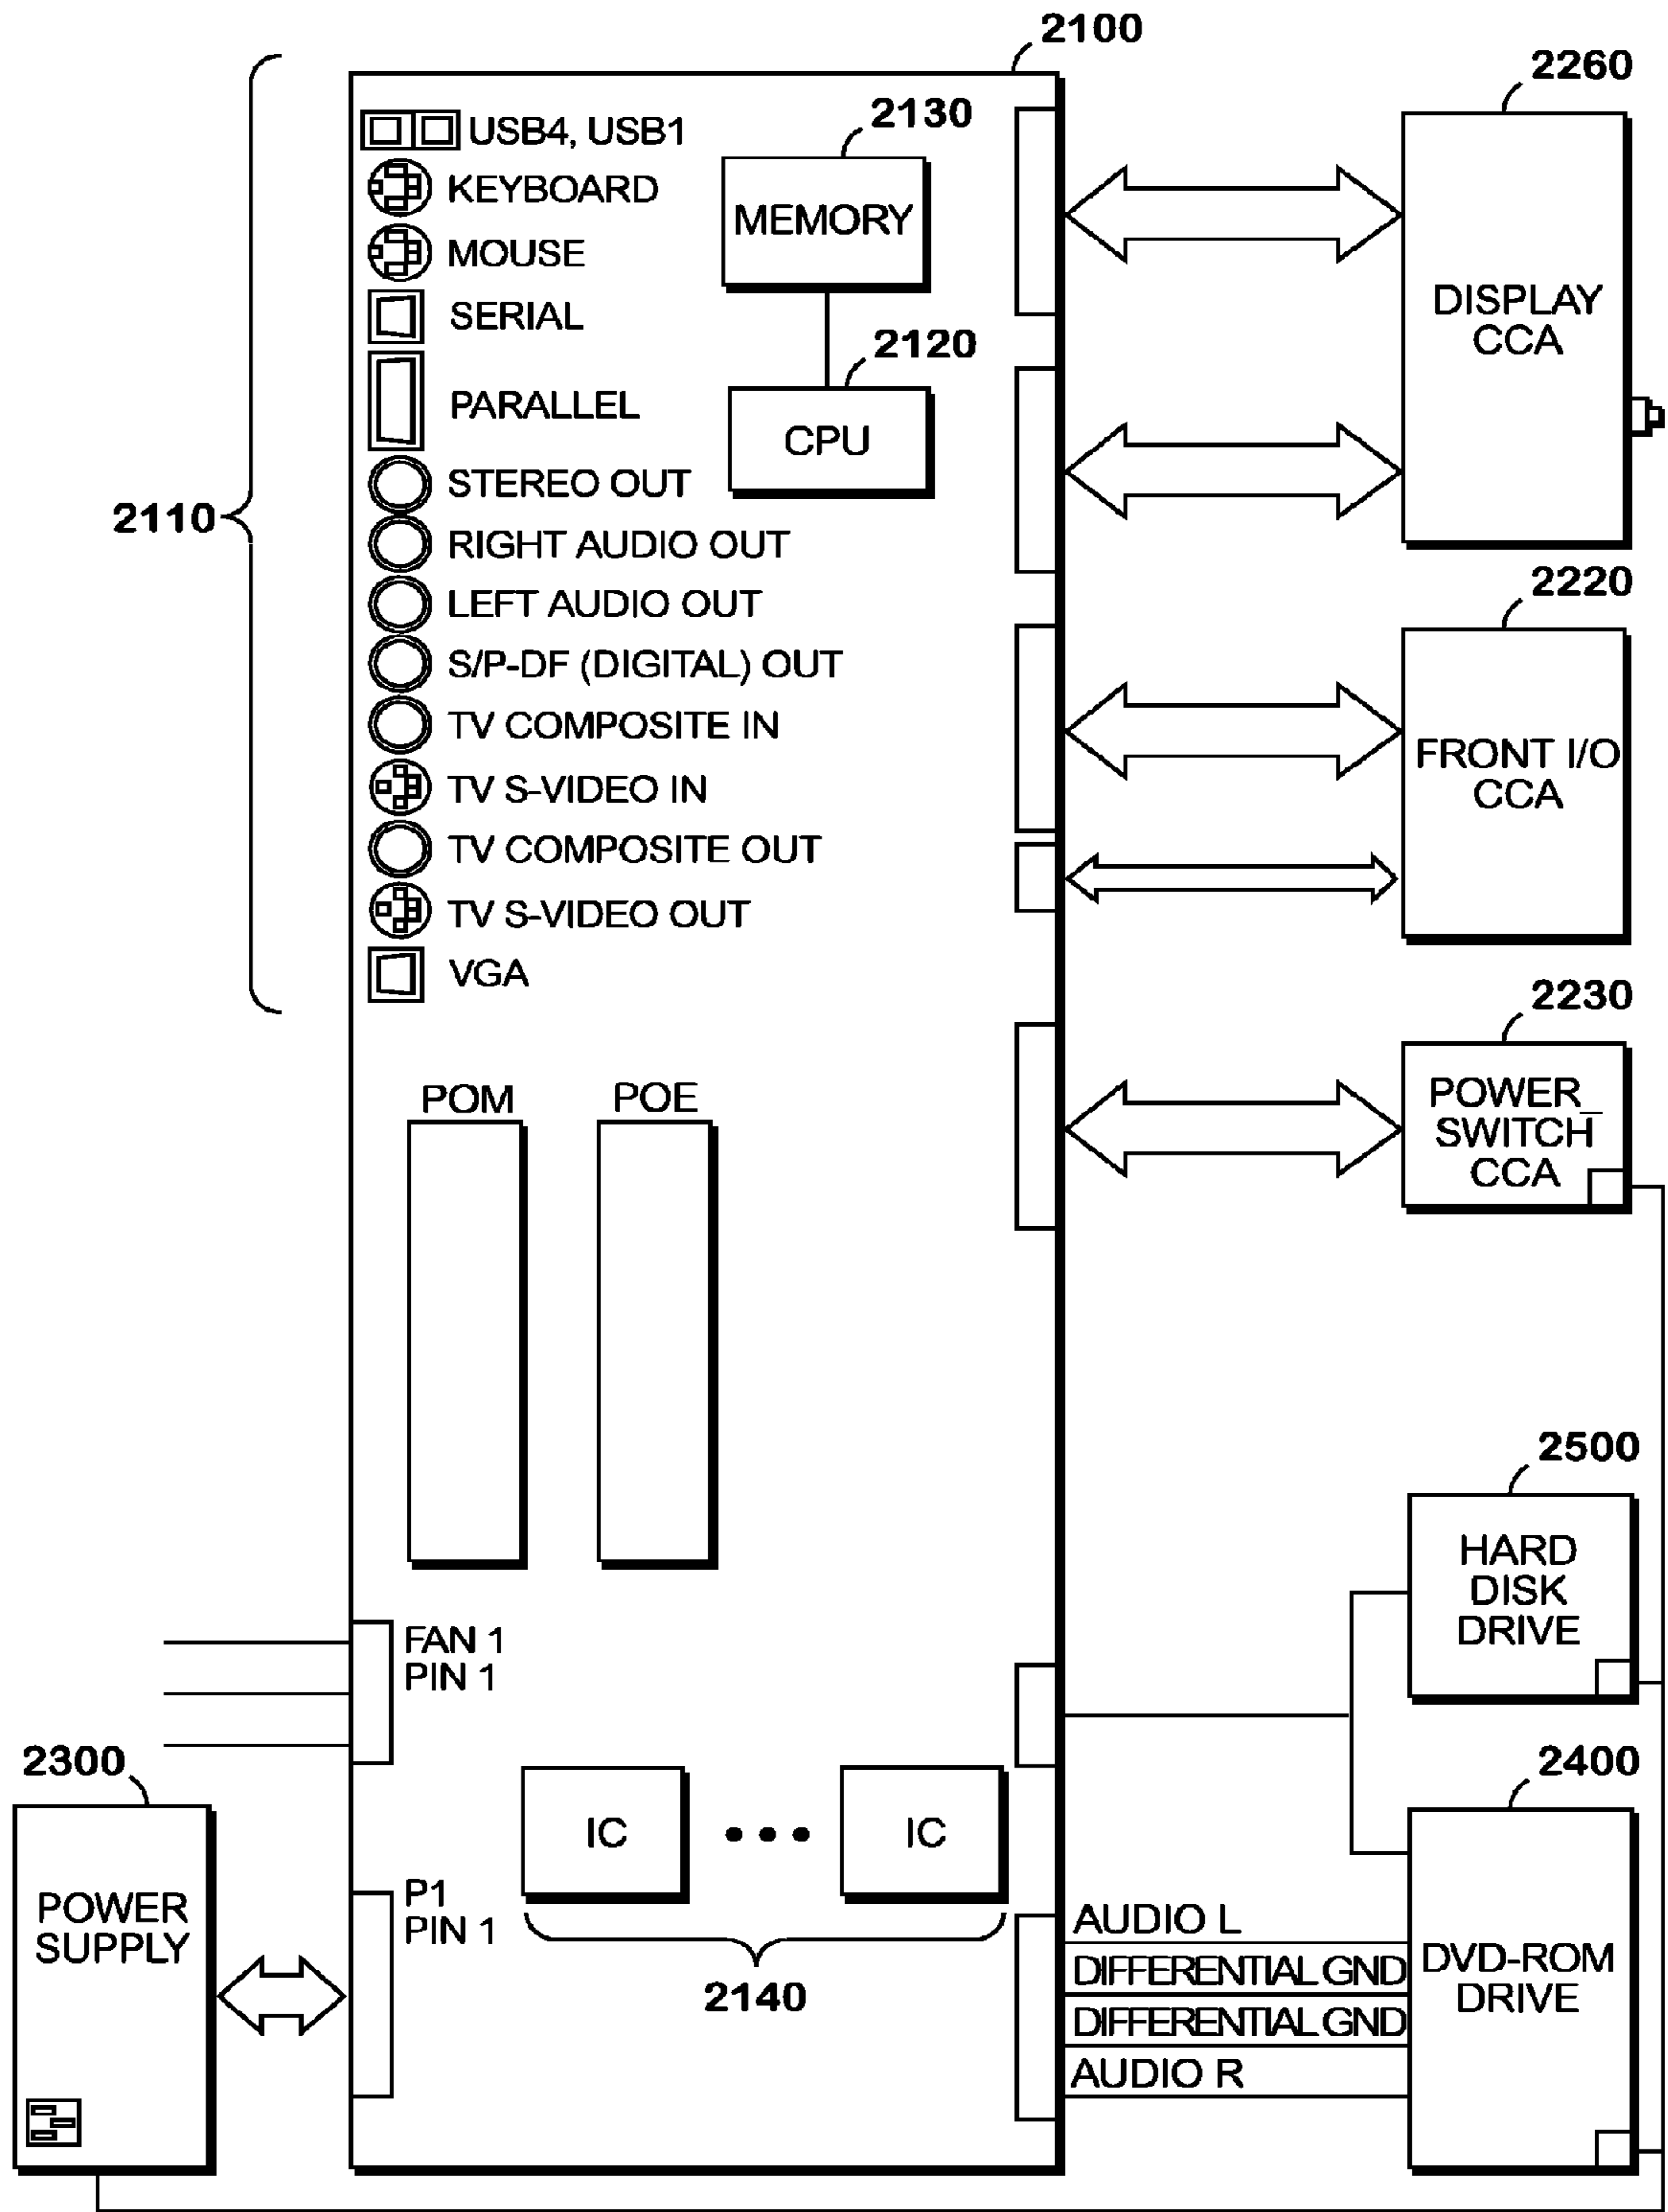 2100
2260
2130
USB4, USB1
KEYBOARD
MEMORY
MOUSE
DISPLAY
CCA
SERIAL
2120
PARALLEL
CPU
STEREO OUT
2110
RIGHT AUDIO OUT
2220
LEFT AUDIO OUT
S/P-DF (DIGITAL) OUT
TV COMPOSITE IN
FRONT I/O
CCA
TV S-VIDEO IN
TV COMPOSITE OUT
TV S-VIDEO OUT
VGA
2230
POM
POE
POWER_
SWITCH_
CCA
2500
HARD
DISK
DRIVE
FAN 1
PIN 1
2300
2400
IC
•••
IC
POWER
SUPPLY
P1
PIN 1
2140
AUDIO L
DIFFERENTIAL GND
DIFFERENTIAL GND
AUDIO R
DVD-ROM
DRIVE